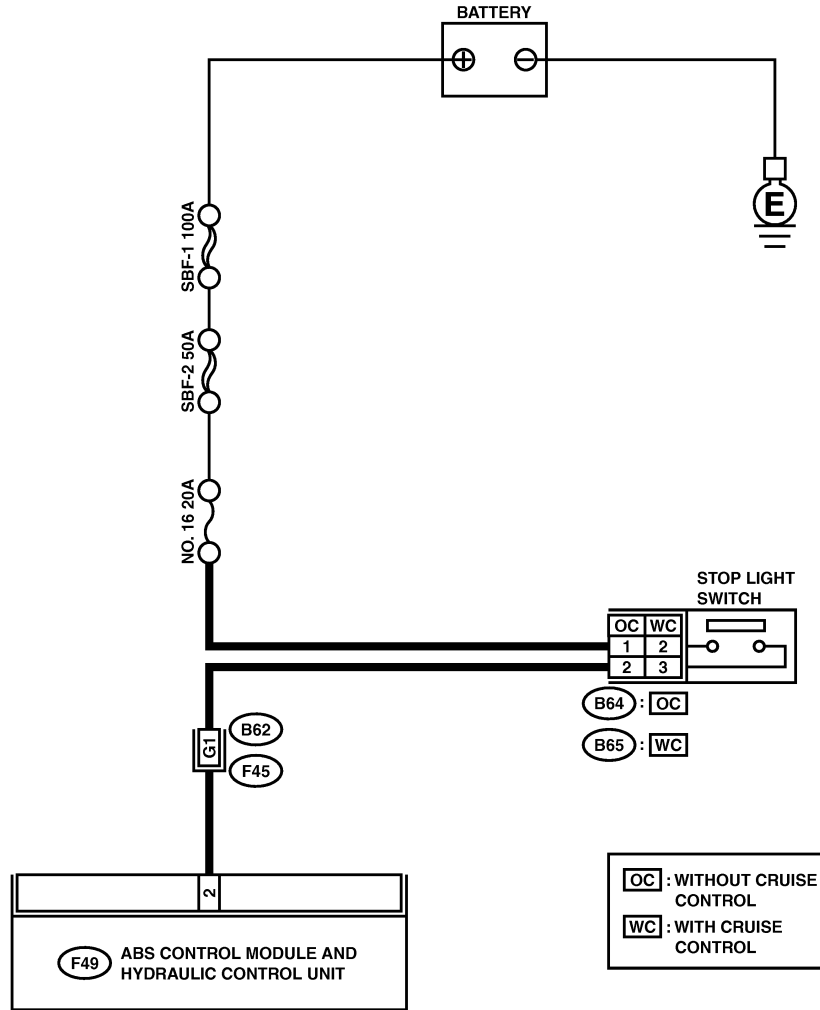 BATTERY
E
SBF-1 100A
SBF-2 50A
NO. 16 20A
STOP LIGHT
SWITCH
OC WC
1 2
2 3
B64 : OC
B65 : WC
B62
G1
F45
2
F49 ABS CONTROL MODULE AND
HYDRAULIC CONTROL UNIT
OC : WITHOUT CRUISE
CONTROL
WC : WITH CRUISE
CONTROL